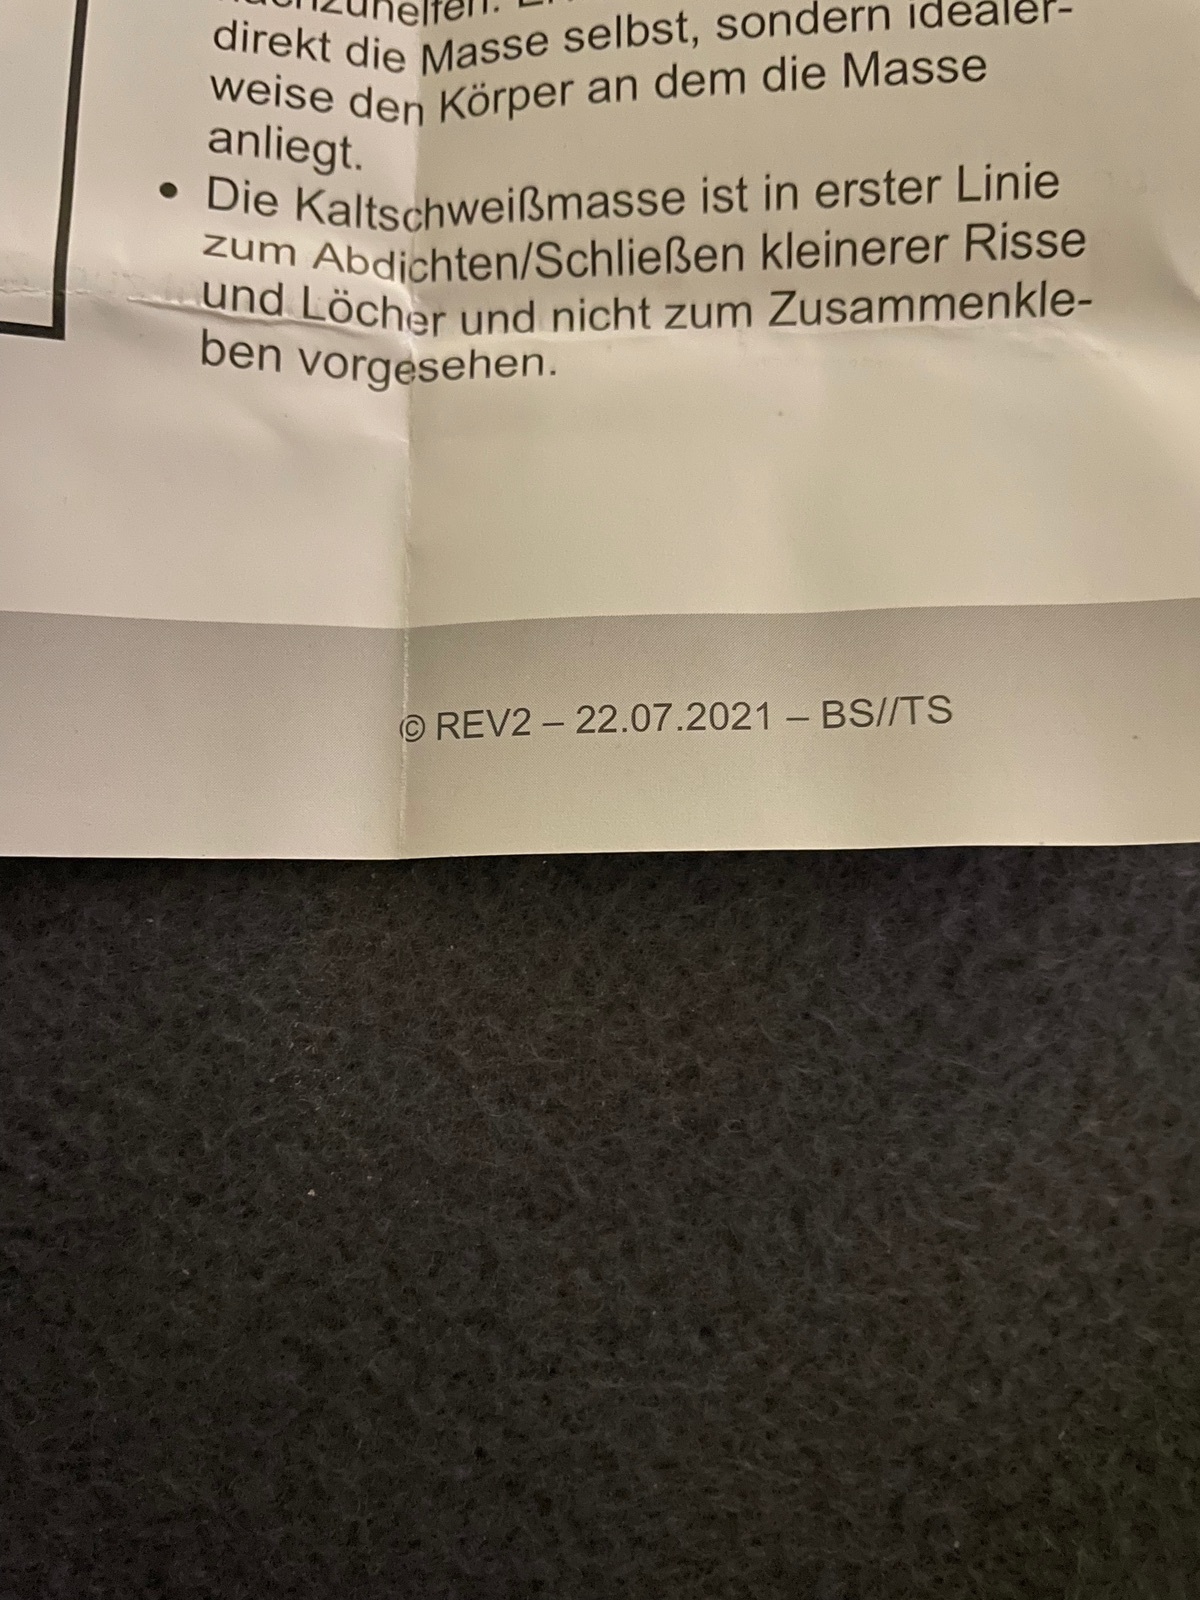 nachzuhelfen.
direkt die Masse selbst, sondern idealer-
weise den Körper an dem die Masse
anliegt.
• Die Kaltschweißmasse ist in erster Linie
zum Abdichten/Schließen kleinerer Risse
und Löcher und nicht zum Zusammenkle-
ben vorgesehen.
© REV2 – 22.07.2021 – BS//TS